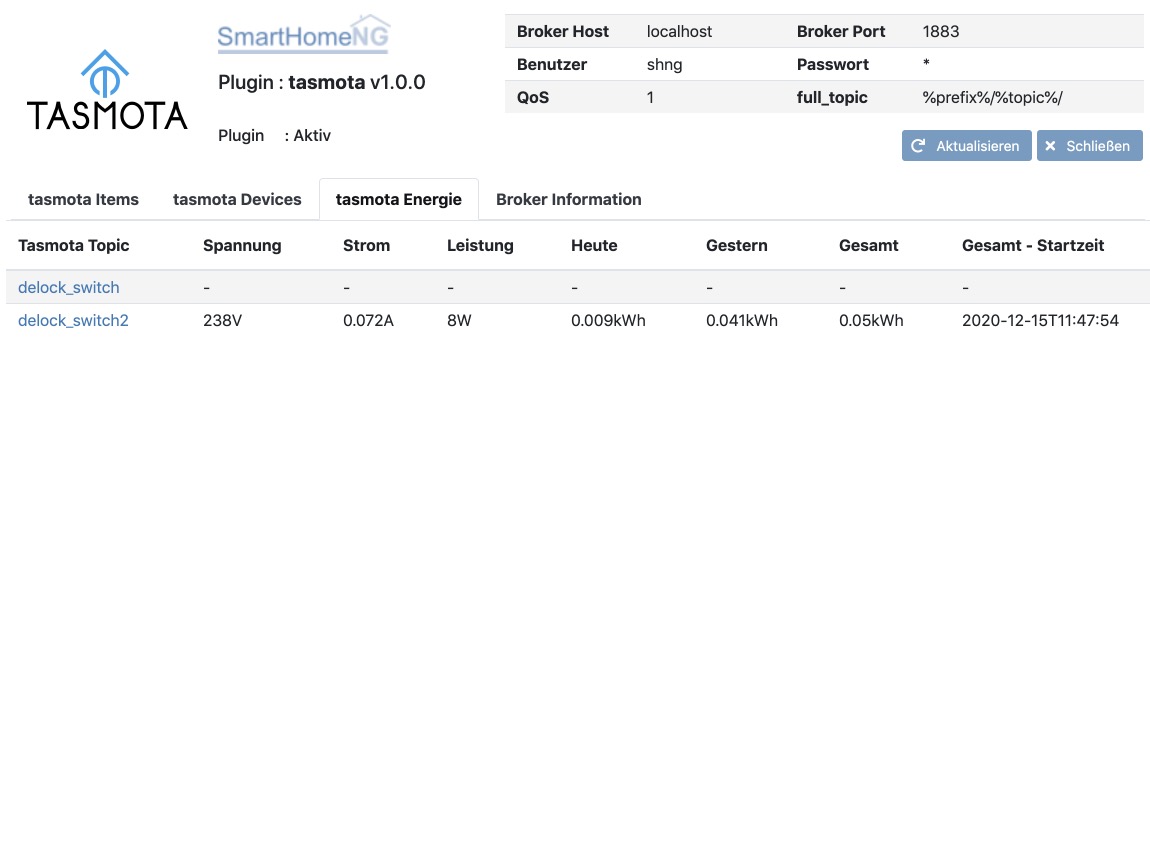 TASMOTA
SmartHomeNG
Plugin : tasmota v1.0.0
Plugin : Aktiv
Broker Host localhost Broker Port 1883
Benutzer shng Passwort *
QoS 1 full_topic %prefix%/%topic%/
Aktualisieren Schließen
tasmota Items tasmota Devices tasmota Energie Broker Information
Tasmota Topic Spannung Strom Leistung Heute Gestern Gesamt Gesamt - Startzeit
delock_switch - - - - - - -
delock_switch2 238V 0.072A 8W 0.009kWh 0.041kWh 0.05kWh 2020-12-15T11:47:54